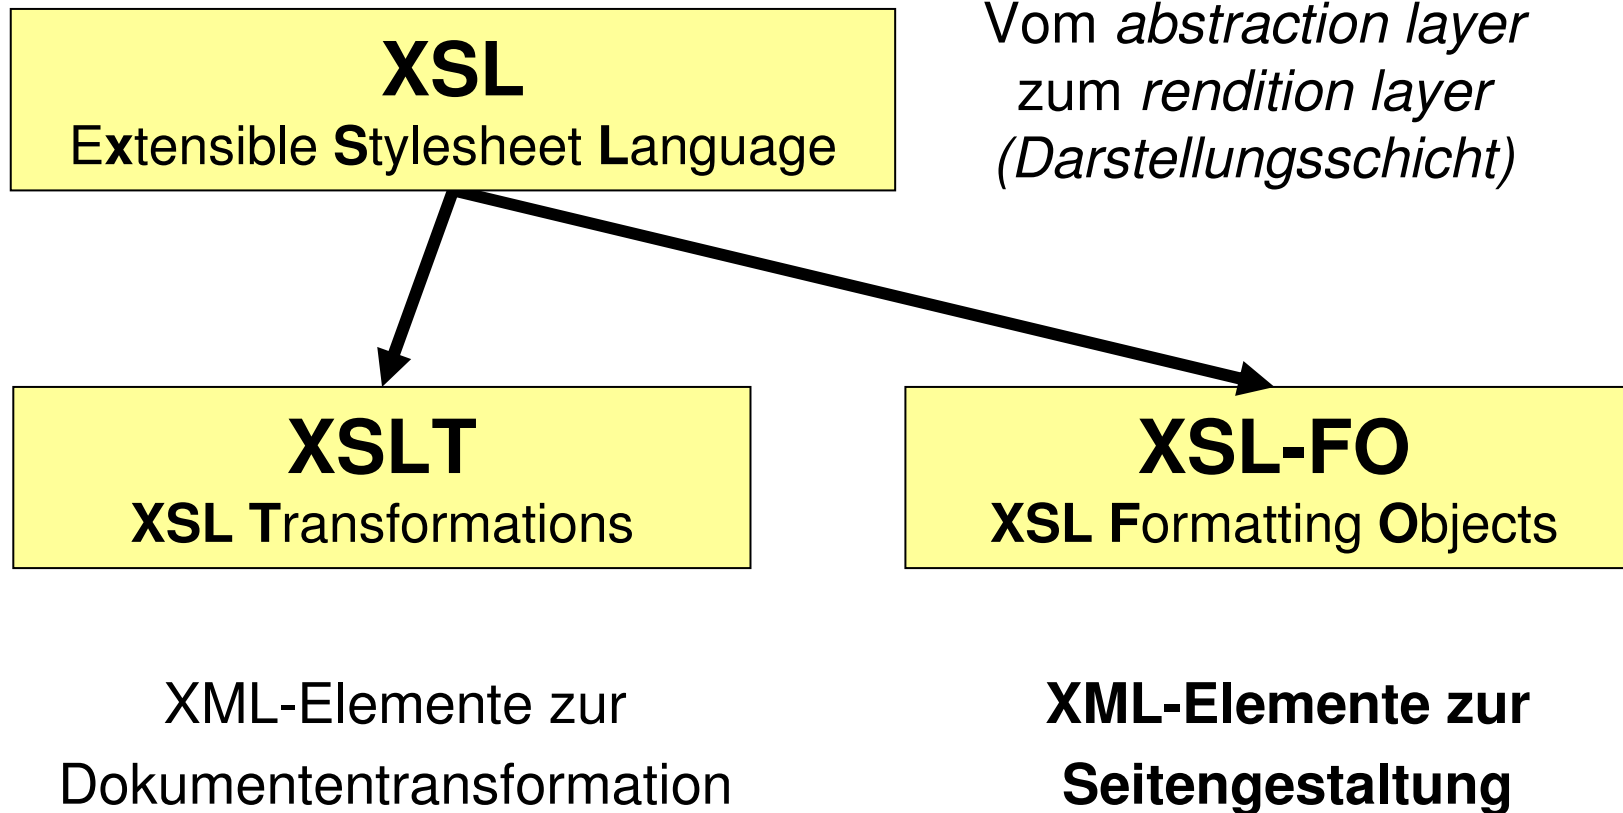 XSL
Extensible Stylesheet Language
Vom abstraction layer
zum rendition layer
(Darstellungsschicht)
XSLT
XSL Transformations
XSL-FO
XSL Formatting Objects
XML-Elemente zur
Dokumententransformation
XML-Elemente zur
Seitengestaltung